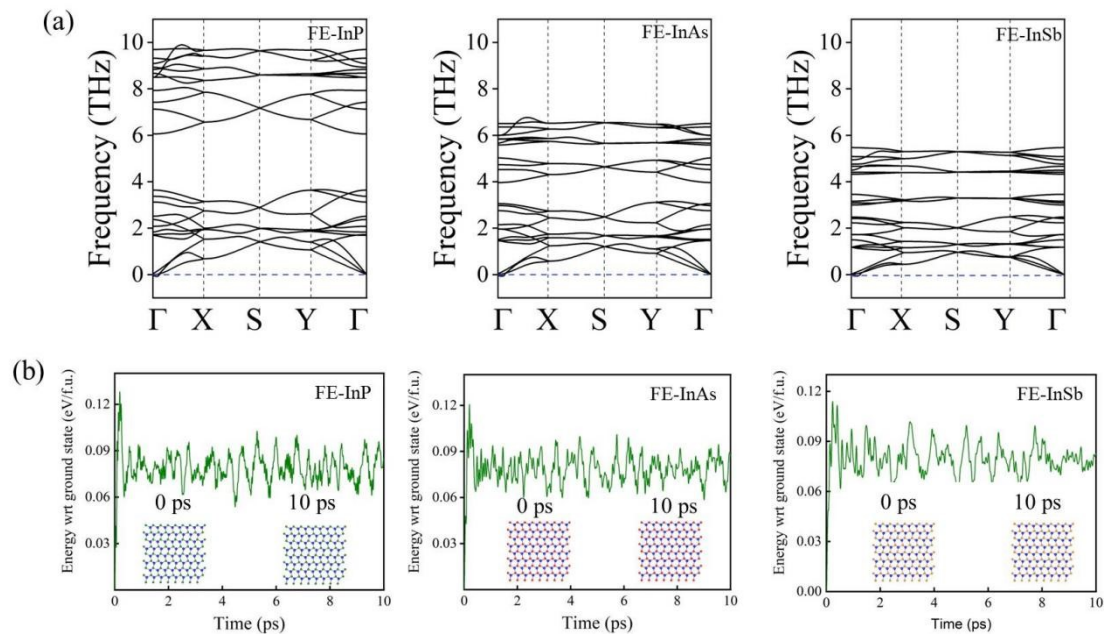 (a)
FE-InP
FE-InAs
FE-InSb
Frequency (THz)
10
8
6
4
2
0
Γ X S Y Γ
Frequency (THz)
10
8
6
4
2
0
Γ X S Y Γ
Frequency (THz)
10
8
6
4
2
0
Γ X S Y Γ
(b)
FE-InP
Energy wrt ground state (eV/f.u.)
0.12
0.09
0.06
0.03
0 ps 10 ps
0 2 4 6 8 10
Time (ps)
FE-InAs
Energy wrt ground state (eV/f.u.)
0.12
0.09
0.06
0.03
0 ps 10 ps
0 2 4 6 8 10
Time (ps)
FE-InSb
Energy wrt ground state (eV/f.u.)
0.12
0.09
0.06
0.03
0.00
0 ps 10 ps
0 2 4 6 8 10
Time (ps)